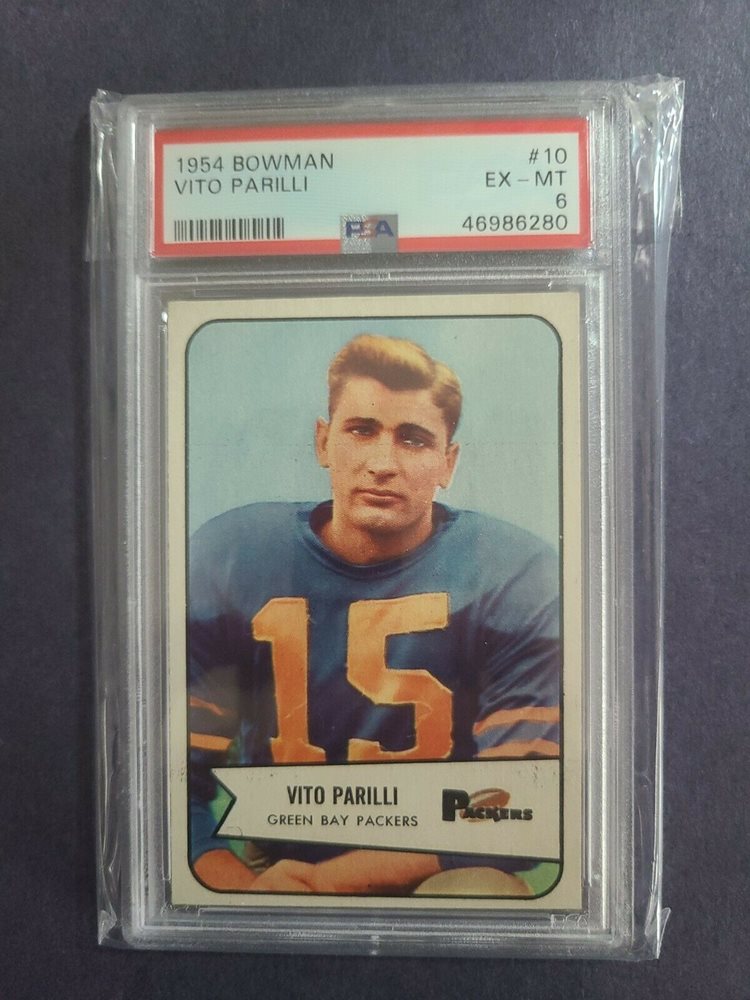 1954 BOWMAN #10
VITO PARILLI EX-MT
6
PSA 46986280
15
VITO PARILLI
GREEN BAY PACKERS
PACKERS